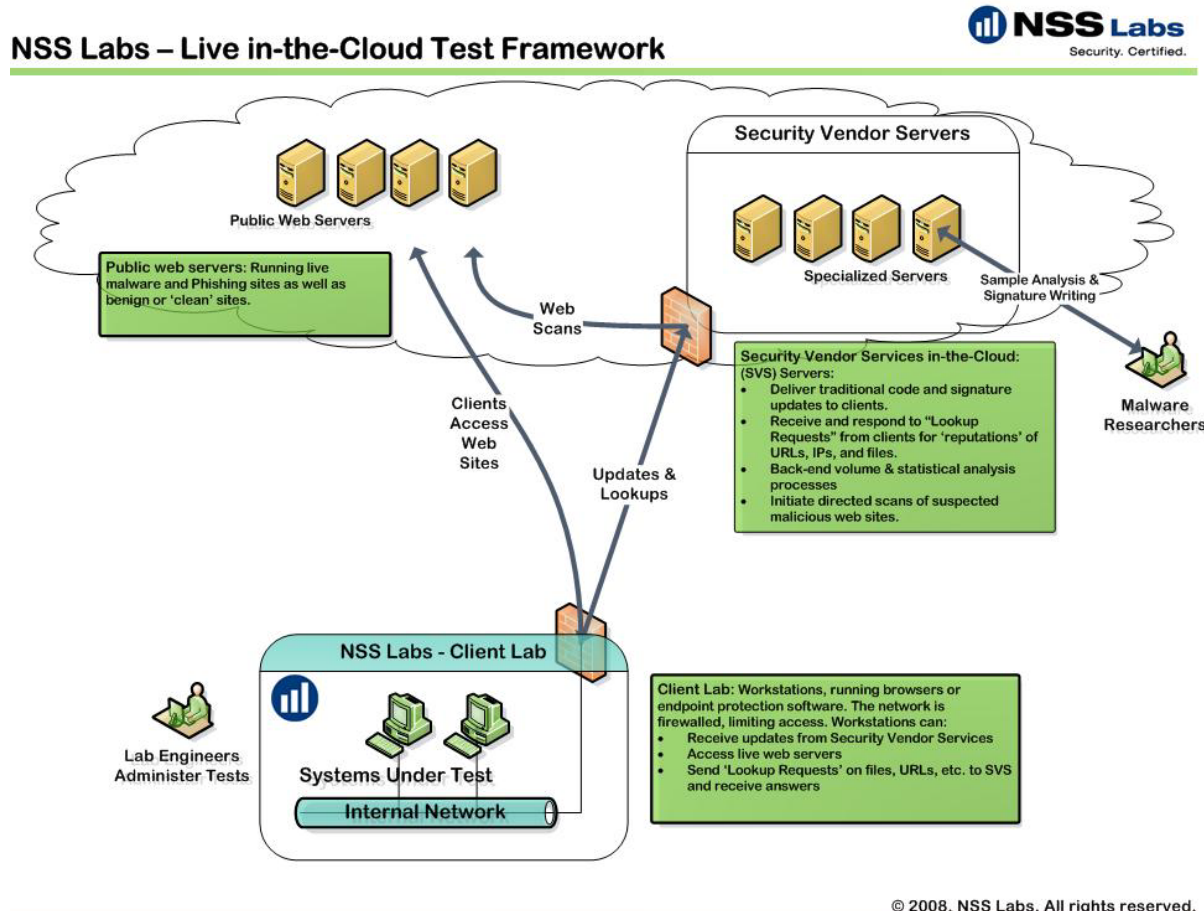 NSS Labs – Live in-the-Cloud Test Framework
NSS Labs
Security. Certified.
Security Vendor Servers
Public Web Servers
Specialized Servers
Public web servers: Running live
malware and Phishing sites as well as
benign or ‘clean’ sites.
Sample Analysis &
Signature Writing
Web
Scans
Malware
Researchers
Security Vendor Services in-the-Cloud:
(SVS) Servers:
• Deliver traditional code and signature
updates to clients.
• Receive and respond to “Lookup
Requests” from clients for ‘reputations’ of
URLs, IPs, and files.
• Back-end volume & statistical analysis
processes
• Initiate directed scans of suspected
malicious web sites.
Clients
Access
Web
Sites
Updates &
Lookups
NSS Labs - Client Lab
Lab Engineers
Administer Tests
Systems Under Test
Internal Network
Client Lab: Workstations, running browsers or
endpoint protection software. The network is
firewalled, limiting access. Workstations can:
• Receive updates from Security Vendor Services
• Access live web servers
• Send ‘Lookup Requests’ on files, URLs, etc. to SVS
and receive answers
© 2008. NSS Labs. All rights reserved.